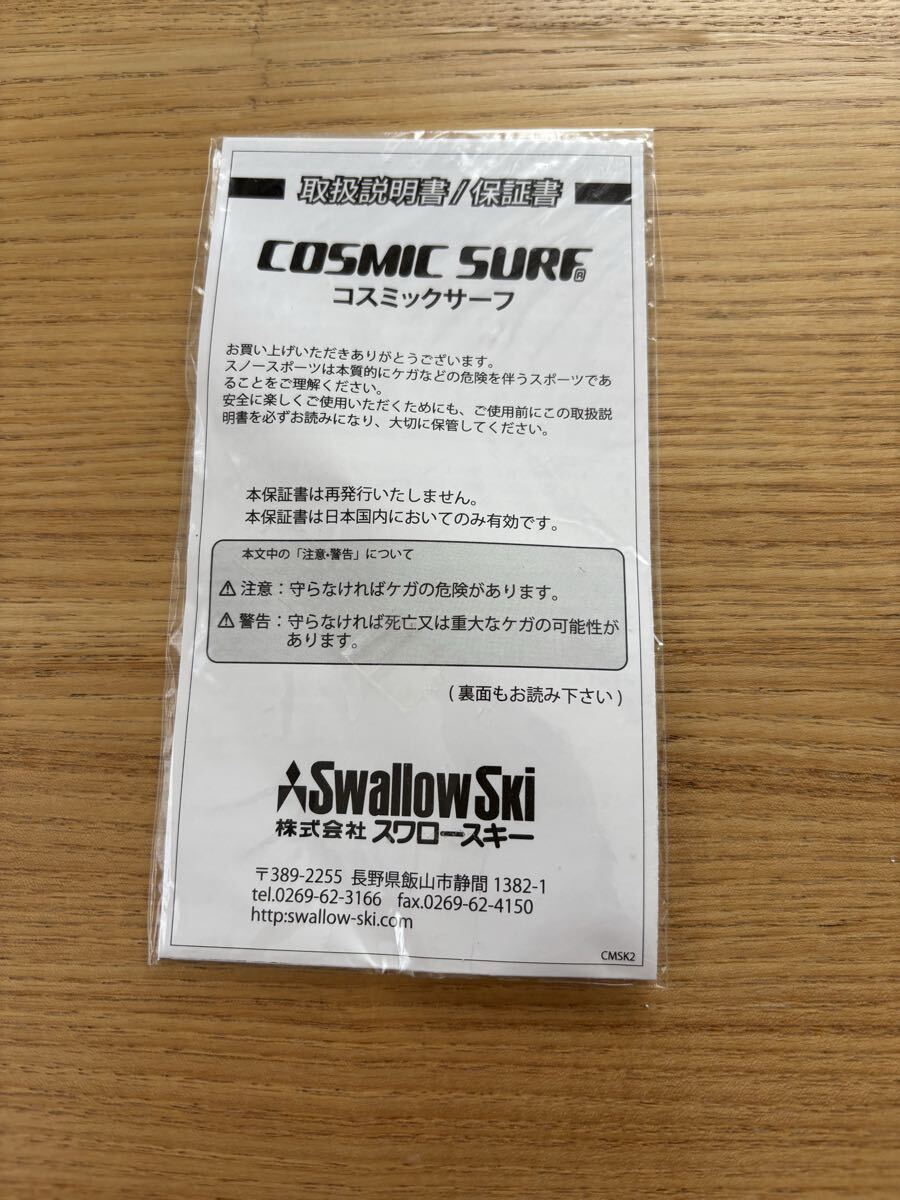 取扱説明書/保証書
COSMIC SURF®
コスミックサーフ
お買い上げいただきありがとうございます。
スノースポーツは本質的にケガなどの危険を伴うスポーツであ
ることをご理解ください。
安全に楽しくご使用いただくためにも、ご使用前にこの取扱説
明書を必ずお読みになり、大切に保管してください。
本保証書は再発行いたしません。
本保証書は日本国内においてのみ有効です。
本文中の「注意・警告」について
⚠注意：守らなければケガの危険があります。
⚠警告：守らなければ死亡又は重大なケガの可能性が
あります。
(裏面もお読み下さい)
Swallow Ski
株式会社 スワロースキー
〒389-2255 長野県飯山市静間 1382-1
tel.0269-62-3166 fax.0269-62-4150
http:swallow-ski.com
CMSK2